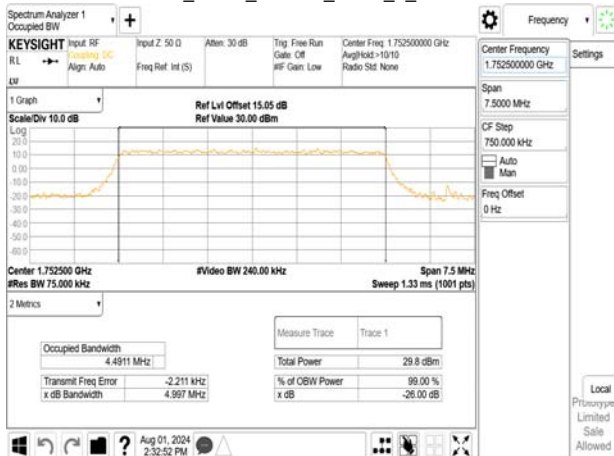 Spectrum Analyzer 1
Occupied BW
KEYSIGHT
RL
Input: RF
Coupling: DC
Align: Auto
Input Z: 50 Ω
Freq Ref: Int (S)
Atten: 30 dB
Trig: Free Run
Gate: Off
#IF Gain: Low
Center Freq: 1.752500000 GHz
Avg|Hold:>10/10
Radio Std: None
1 Graph
Scale/Div 10.0 dB
Ref Lvl Offset 15.05 dB
Ref Value 30.00 dBm
Log
20.0
10.0
0.00
-10.0
-20.0
-30.0
-40.0
-50.0
-60.0
Center 1.752500 GHz
#Video BW 240.00 kHz
Span 7.5 MHz
#Res BW 75.000 kHz
Sweep 1.33 ms (1001 pts)
2 Metrics
Measure Trace
Trace 1
Occupied Bandwidth
4.4911 MHz
Total Power
29.8 dBm
Transmit Freq Error
-2.211 kHz
% of OBW Power
99.00 %
x dB Bandwidth
4.997 MHz
x dB
-26.00 dB
Aug 01, 2024
2:32:52 PM
Frequency
Center Frequency
1.752500000 GHz
Settings
Span
7.5000 MHz
CF Step
750.000 kHz
Auto
Man
Freq Offset
0 Hz
Local
Prototype
Limited
Sale
Allowed